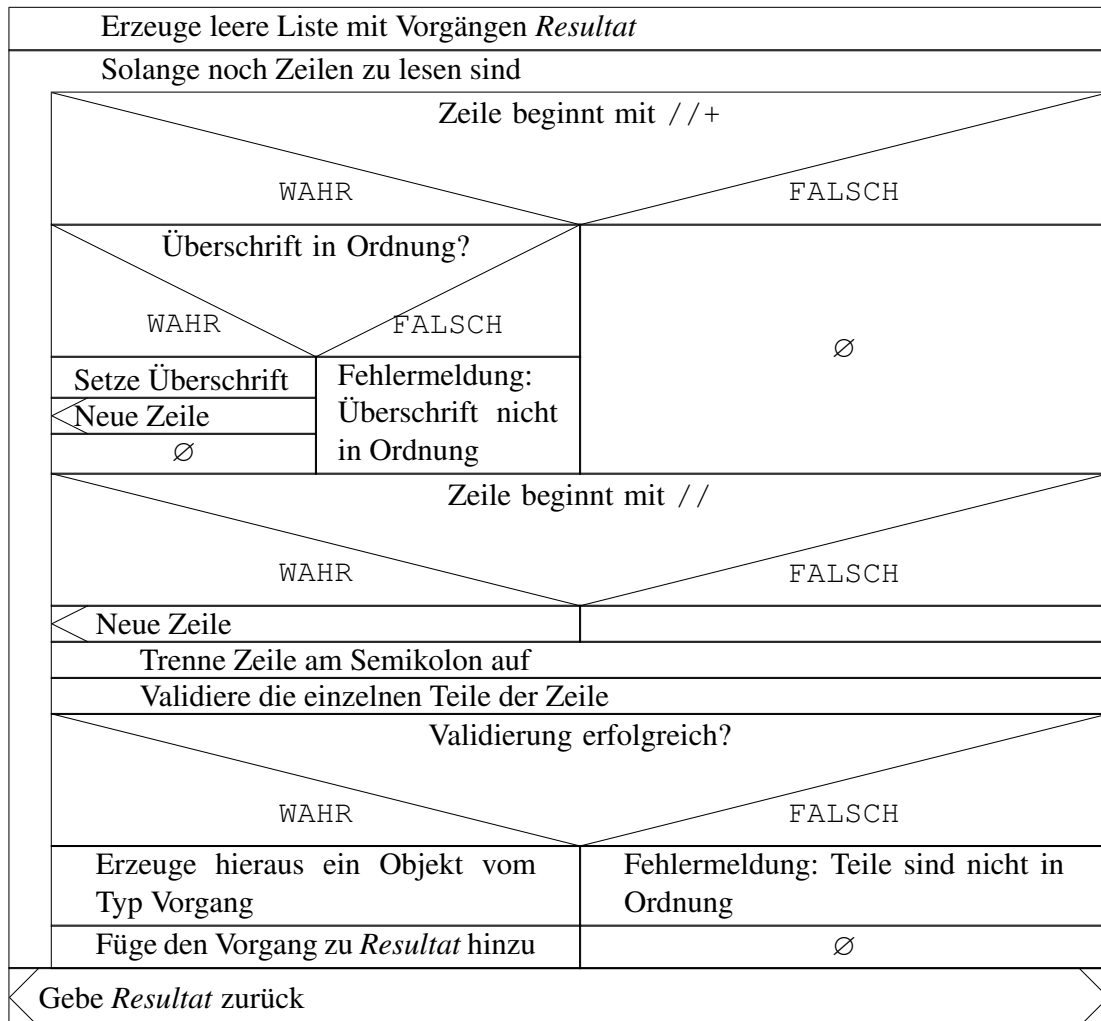 Erzeuge leere Liste mit Vorgängen Resultat
Solange noch Zeilen zu lesen sind
Zeile beginnt mit //+
WAHR
FALSCH
Überschrift in Ordnung?
WAHR
FALSCH
∅
Setze Überschrift
Neue Zeile
∅
Fehlermeldung:
Überschrift nicht
in Ordnung
Zeile beginnt mit //
WAHR
FALSCH
Neue Zeile
Trenne Zeile am Semikolon auf
Validiere die einzelnen Teile der Zeile
Validierung erfolgreich?
WAHR
FALSCH
Erzeuge hieraus ein Objekt vom
Typ Vorgang
Fehlermeldung: Teile sind nicht in
Ordnung
Füge den Vorgang zu Resultat hinzu
∅
Gebe Resultat zurück